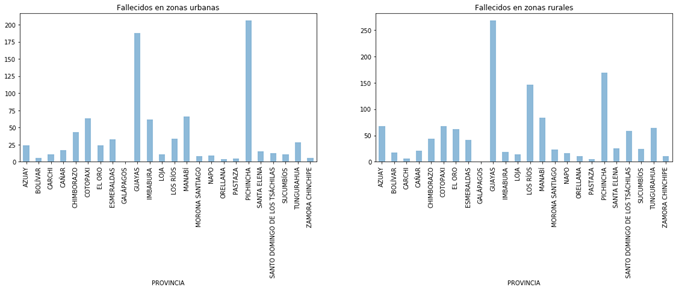 Fallecidos en zonas urbanas
200
175
150
125
100
75
50
25
0
AZUAY
BOLÍVAR
CARCHI
CAÑAR
CHIMBORAZO
COTOPAXI
EL ORO
ESMERALDAS
GALÁPAGOS
GUAYAS
IMBABURA
LOJA
LOS RÍOS
MANABÍ
MORONA SANTIAGO
NAPO
ORELLANA
PASTAZA
PICHINCHA
SANTA ELENA
SANTO DOMINGO DE LOS TSÁCHILAS
SUCUMBÍOS
TUNGURAHUA
ZAMORA CHINCHIPE
PROVINCIA
Fallecidos en zonas rurales
250
200
150
100
50
0
AZUAY
BOLÍVAR
CARCHI
CAÑAR
CHIMBORAZO
COTOPAXI
EL ORO
ESMERALDAS
GALÁPAGOS
GUAYAS
IMBABURA
LOJA
LOS RÍOS
MANABÍ
MORONA SANTIAGO
NAPO
ORELLANA
PASTAZA
PICHINCHA
SANTA ELENA
SANTO DOMINGO DE LOS TSÁCHILAS
SUCUMBÍOS
TUNGURAHUA
ZAMORA CHINCHIPE
PROVINCIA